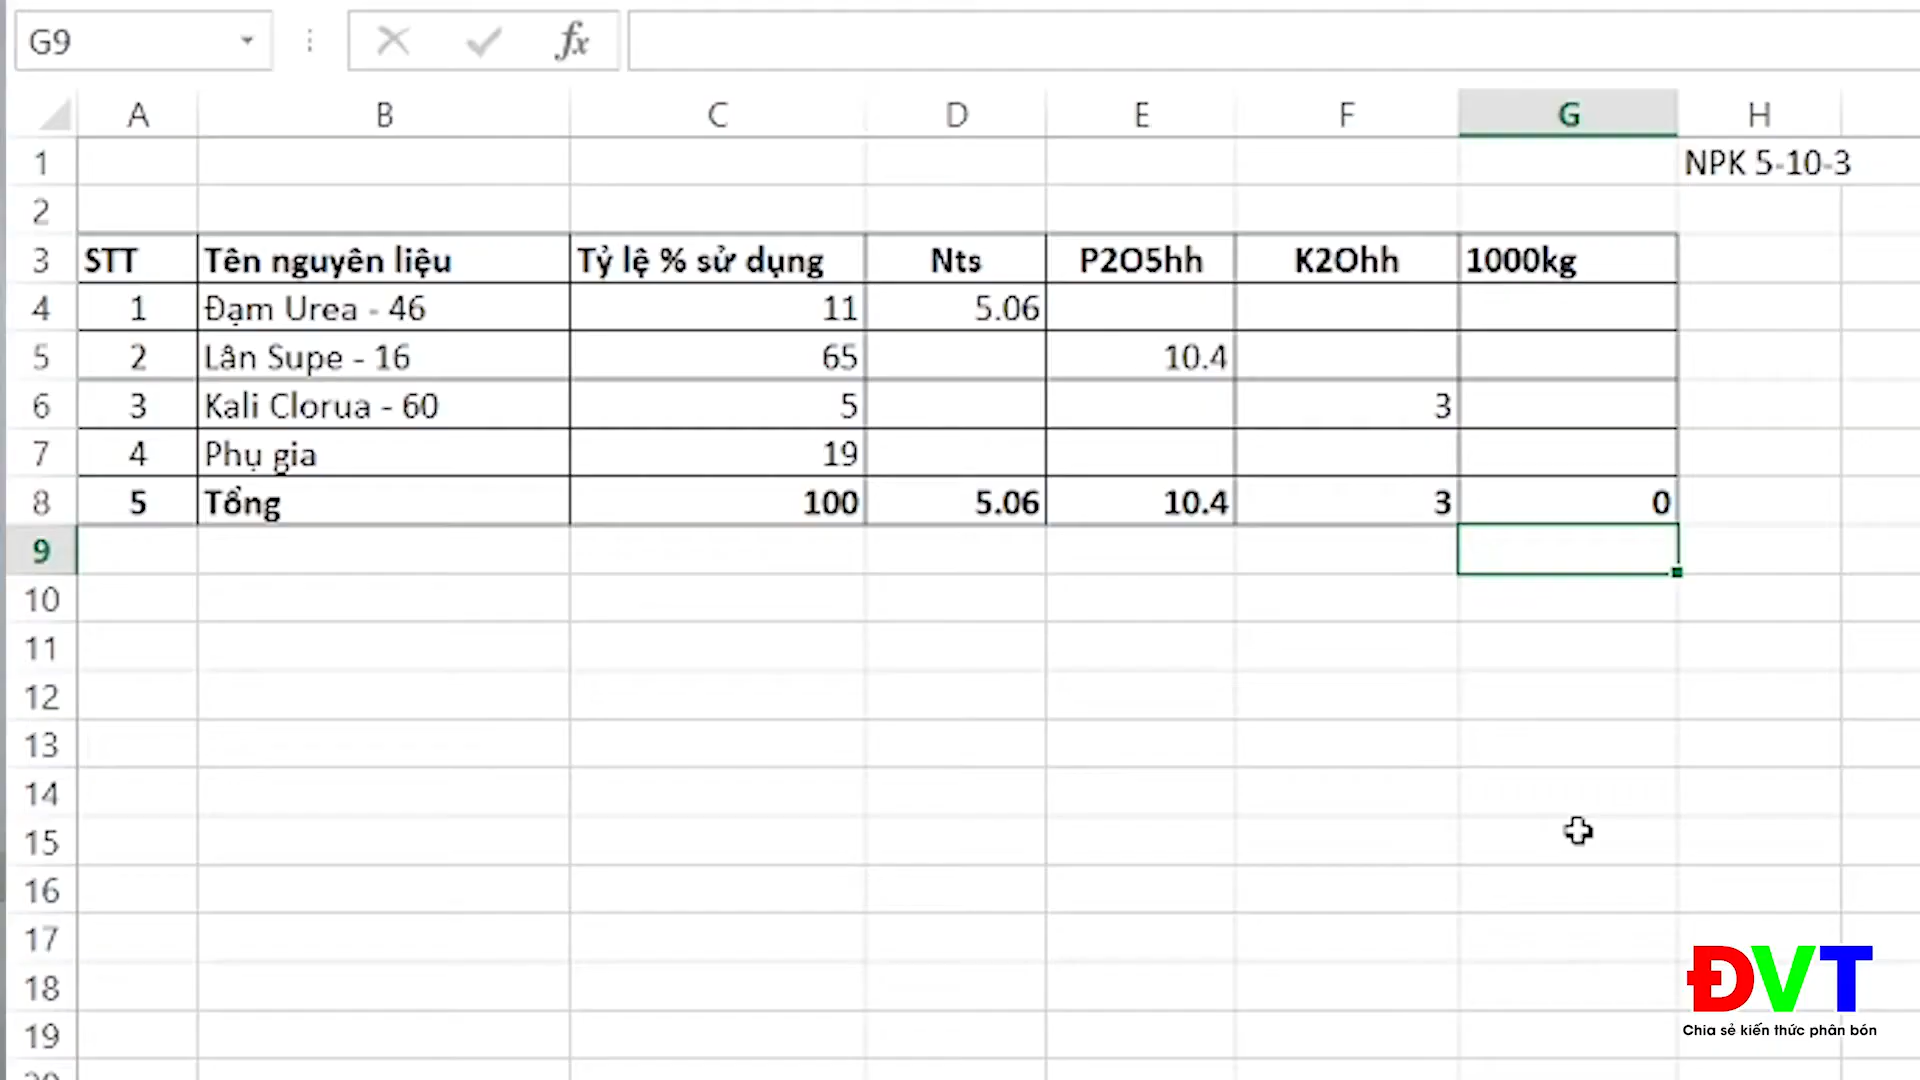 G9 fx
A B C D E F G H
1 NPK 5-10-3
2
3 STT Tên nguyên liệu Tỷ lệ % sử dụng Nts P2O5hh K2Ohh 1000kg
4 1 Đạm Urea - 46 11 5.06
5 2 Lân Supe - 16 65 10.4
6 3 Kali Clorua - 60 5 3
7 4 Phụ gia 19
8 5 Tổng 100 5.06 10.4 3 0
9
10
11
12
13
14
15
16
17
18
19
ĐVT
Chia sẻ kiến thức phân bón